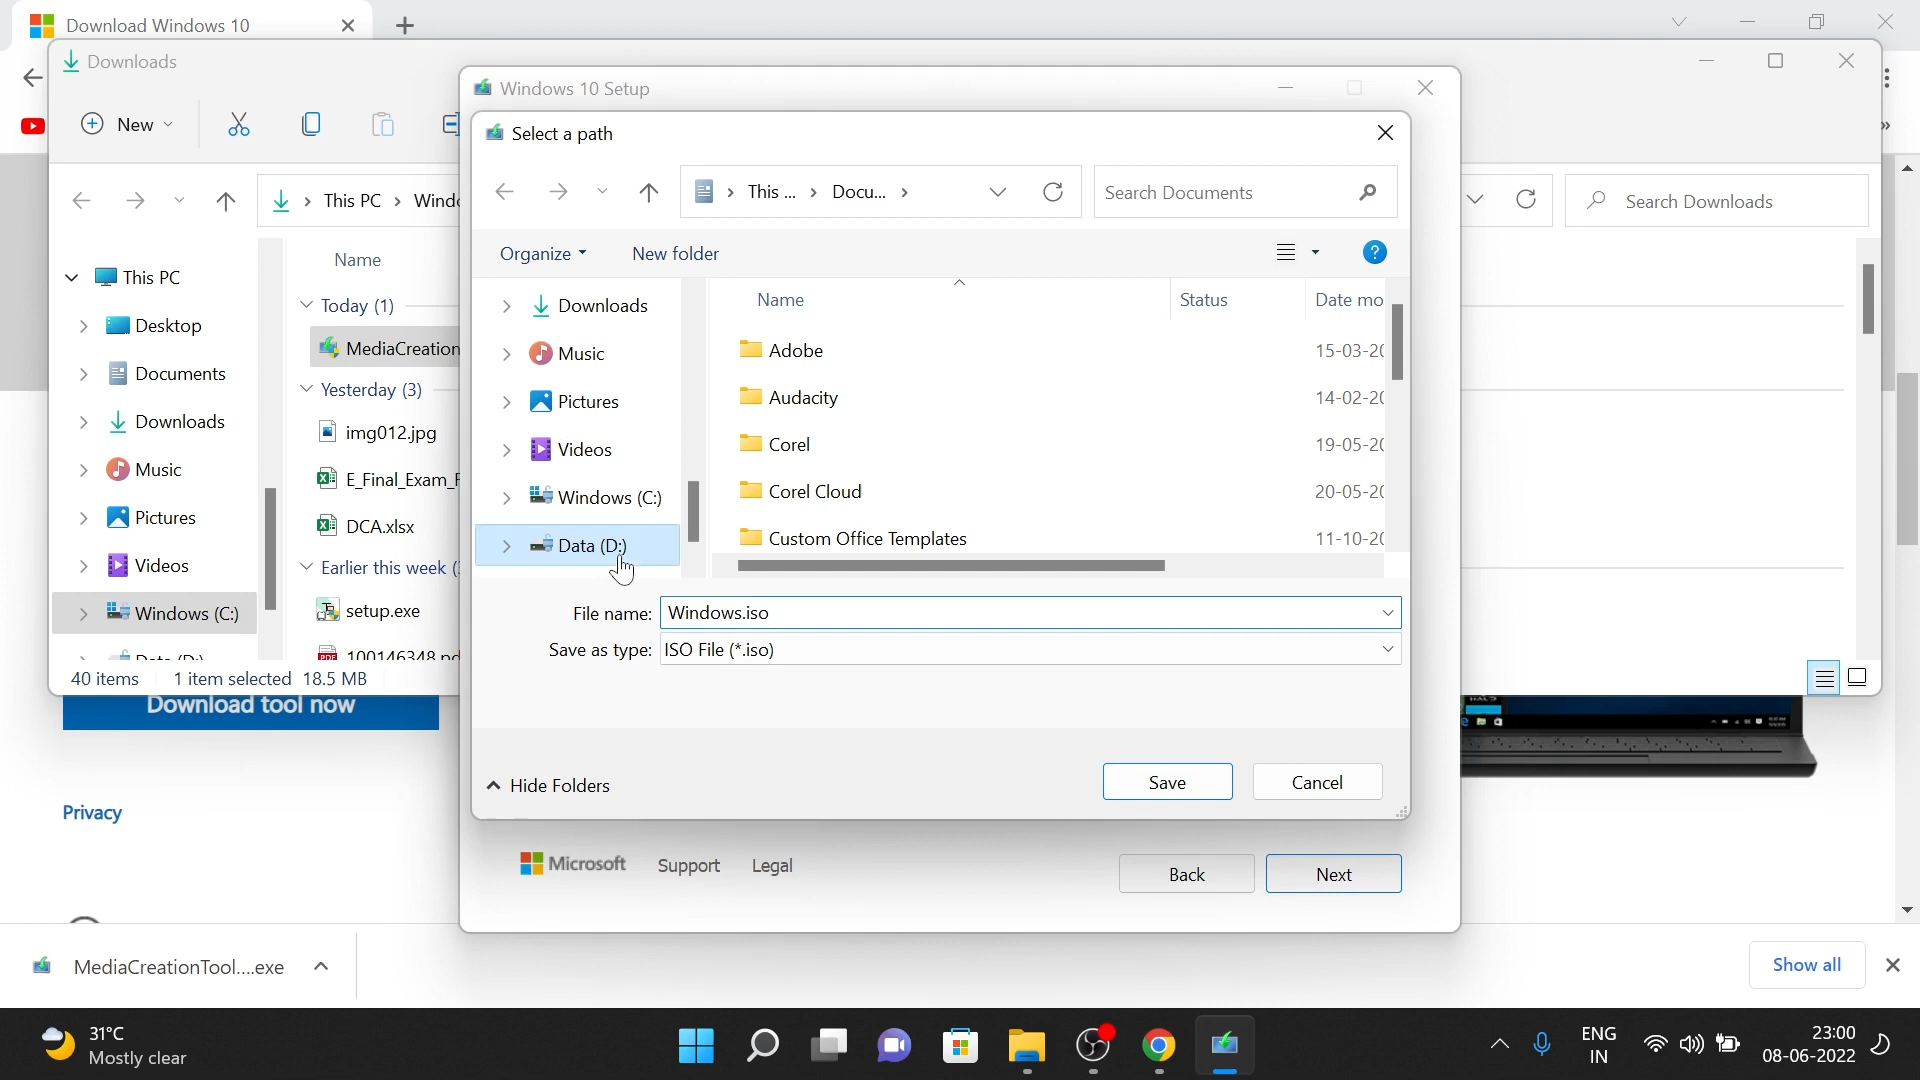 Download Windows 10
Downloads
New
This PC
This PC
Desktop
Documents
Downloads
Music
Pictures
Videos
Windows (C:)
Name
Today (1)
MediaCreation
Yesterday (3)
img012.jpg
E_Final_Exam_
DCA.xlsx
Earlier this week
setup.exe
40 items 1 item selected 18.5 MB
Search Downloads
Windows 10 Setup
Select a path
This ... Docu...
Search Documents
Organize
New folder
Downloads
Music
Pictures
Videos
Windows (C:)
Data (D:)
Name Status Date mo
Adobe 15-03-20
Audacity 14-02-20
Corel 19-05-20
Corel Cloud 20-05-20
Custom Office Templates 11-10-20
File name: Windows.iso
Save as type: ISO File (*.iso)
Hide Folders
Save
Cancel
Microsoft Support Legal
Back
Next
Download tool now
Privacy
MediaCreationTool....exe
Show all
31°C
Mostly clear
ENG
IN
23:00
08-06-2022